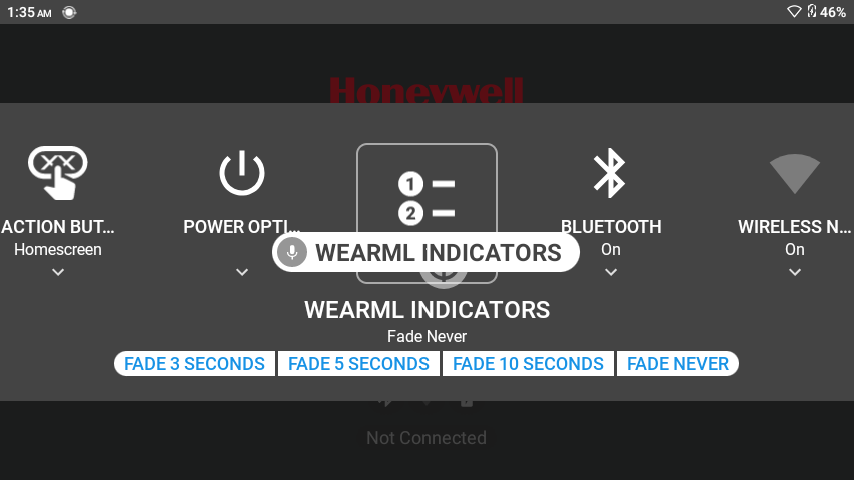 1:35 AM
46%
Honeywell
XX
1
2
ACTION BUT...
Homescreen
POWER OPTI...
BLUETOOTH
On
WIRELESS N...
On
WEARML INDICATORS
WEARML INDICATORS
Fade Never
FADE 3 SECONDS
FADE 5 SECONDS
FADE 10 SECONDS
FADE NEVER
Not Connected